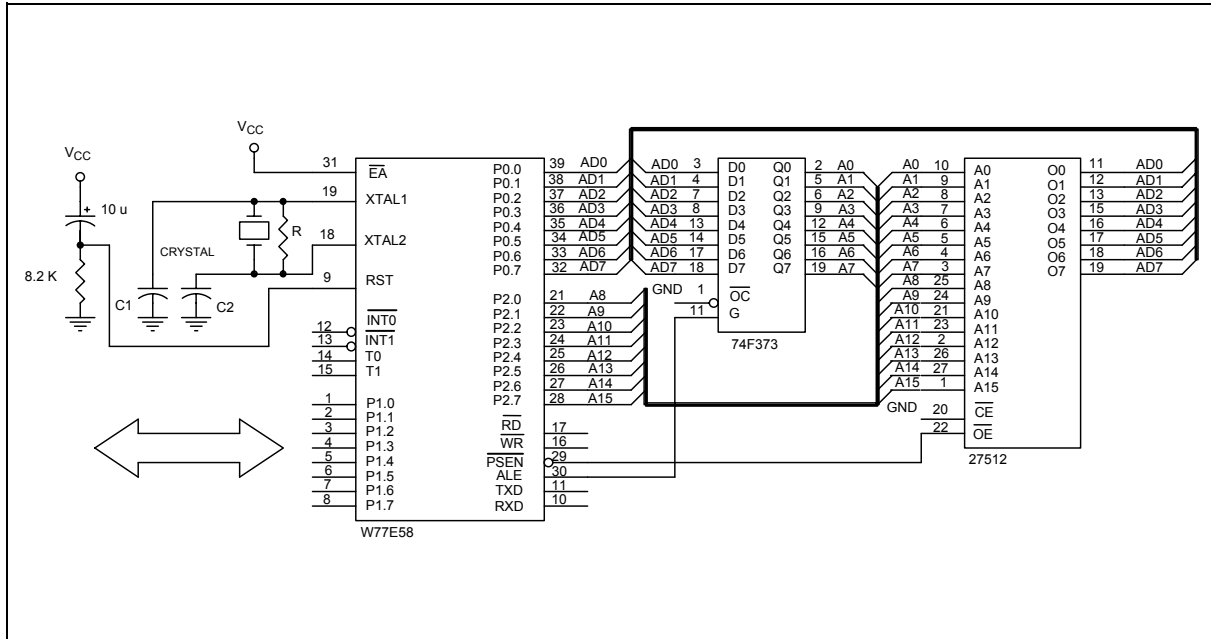 VCC
VCC
10 u
8.2 K
C1
C2
CRYSTAL
R
31 EA
19 XTAL1
18 XTAL2
9 RST
12 INT0
13 INT1
14 T0
15 T1
1 P1.0
2 P1.1
3 P1.2
4 P1.3
5 P1.4
6 P1.5
7 P1.6
8 P1.7
P0.0 39 AD0
P0.1 38 AD1
P0.2 37 AD2
P0.3 36 AD3
P0.4 35 AD4
P0.5 34 AD5
P0.6 33 AD6
P0.7 32 AD7
P2.0 21 A8
P2.1 22 A9
P2.2 23 A10
P2.3 24 A11
P2.4 25 A12
P2.5 26 A13
P2.6 27 A14
P2.7 28 A15
RD 17
WR 16
PSEN 29
ALE 30
TXD 11
RXD 10
W77E58
AD0 3 D0 Q0 2 A0
AD1 4 D1 Q1 5 A1
AD2 7 D2 Q2 6 A2
AD3 8 D3 Q3 9 A3
AD4 13 D4 Q4 12 A4
AD5 14 D5 Q5 15 A5
AD6 17 D6 Q6 16 A6
AD7 18 D7 Q7 19 A7
GND 1 OC
11 G
74F373
A0 10 A0 O0 11 AD0
A1 9 A1 O1 12 AD1
A2 8 A2 O2 13 AD2
A3 7 A3 O3 15 AD3
A4 6 A4 O4 16 AD4
A5 5 A5 O5 17 AD5
A6 4 A6 O6 18 AD6
A7 3 A7 O7 19 AD7
A8 25 A8
A9 24 A9
A10 21 A10
A11 23 A11
A12 2 A12
A13 26 A13
A14 27 A14
A15 1 A15
GND 20 CE
22 OE
27512